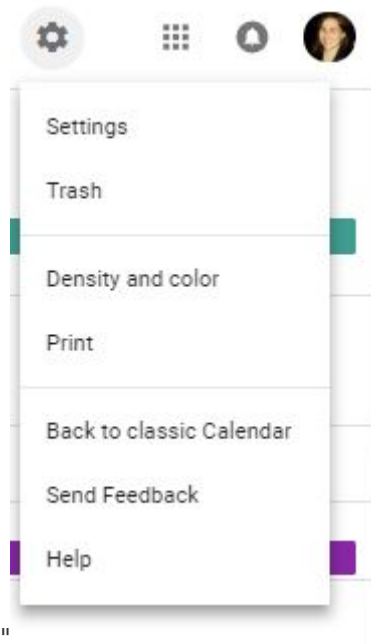 Settings
Trash
Density and color
Print
Back to classic Calendar
Send Feedback
Help
"